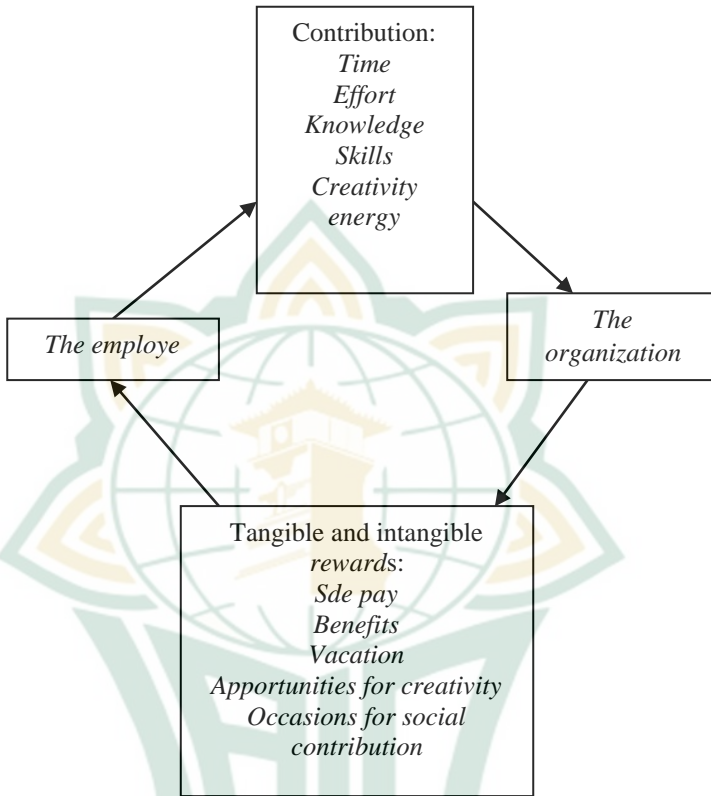 Contribution:
Time
Effort
Knowledge
Skills
Creativity
energy
The employe
The
organization
Tangible and intangible
rewards:
Sde pay
Benefits
Vacation
Apportunities for creativity
Occasions for social
contribution